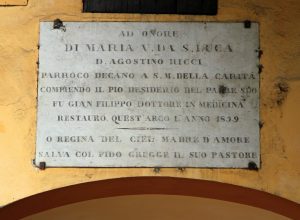 AD ONORE
DI MARIA V. DA S. LUCA
D. AGOSTINO RICCI
PARROCO DECANO A S. M. DELLA CARITÀ
COMPIENDO IL PIO DESIDERIO DEL PADRE SUO
FU GIAN FILIPPO DOTTORE IN MEDICINA
RESTAURÒ QUEST'ARCO L'ANNO 1839
O REGINA DEL CIEL MADRE D'AMORE
SALVA COL FIDO GREGGE IL SUO PASTORE